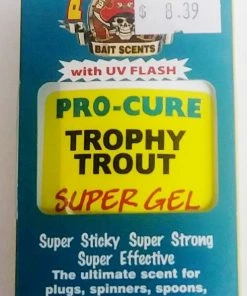 $ 8.39
BAIT SCENTS
with UV FLASH
PRO-CURE
TROPHY
TROUT
SUPER GEL
Super Sticky Super Strong
Super Effective
The ultimate scent for
plugs, spinners, spoons,